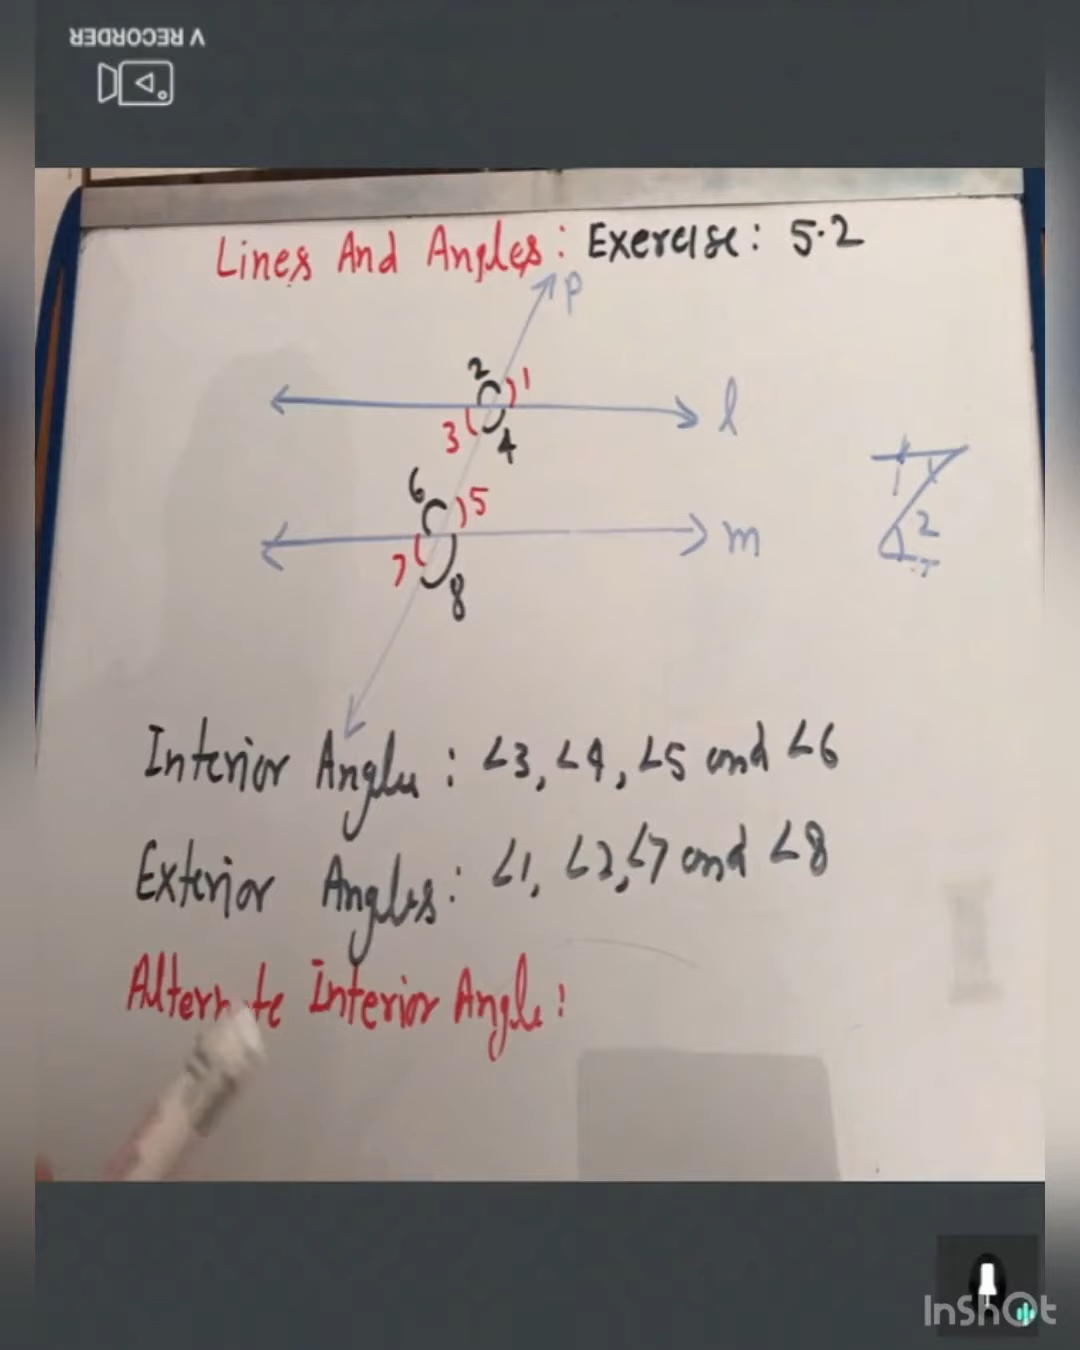 V RECORDER
Lines And Angles: Exercise: 5.2
p
2 1
l
3 4
6 5
m
7 8
1
2
Interior Angles: ∠3, ∠4, ∠5 and ∠6
Exterior Angles: ∠1, ∠2, ∠7 and ∠8
Alternate Interior Angle:
InShOt